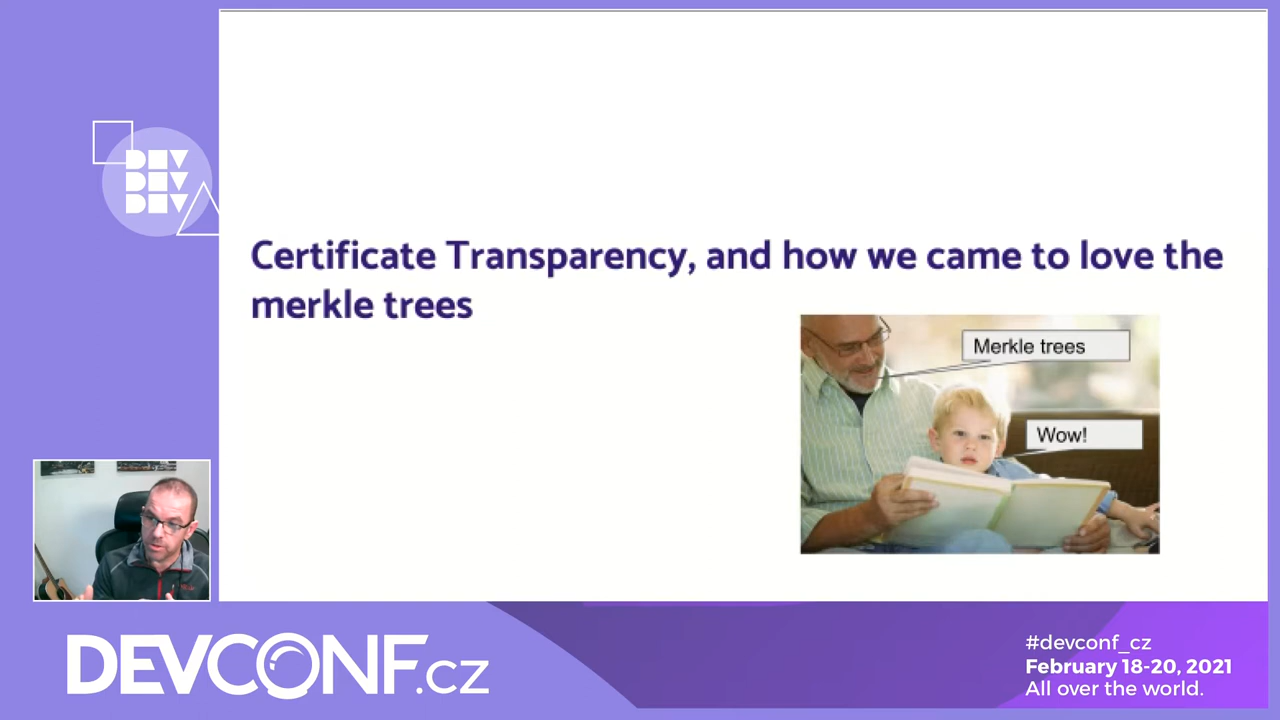 DEV
DEV
DEV
Certificate Transparency, and how we came to love the
merkle trees
Merkle trees
Wow!
DEVCONF.CZ
#devconf_cz
February 18-20, 2021
All over the world.